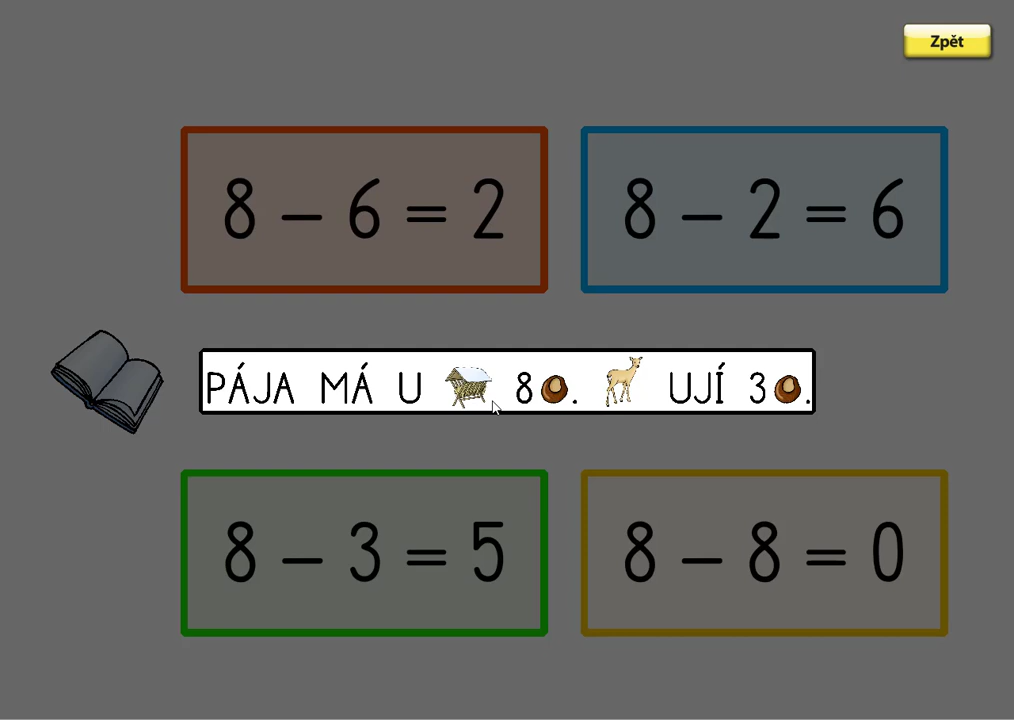 Zpět
8 – 6 = 2
8 – 2 = 6
PÁJA MÁ U 8 . UJÍ 3 .
8 – 3 = 5
8 – 8 = 0